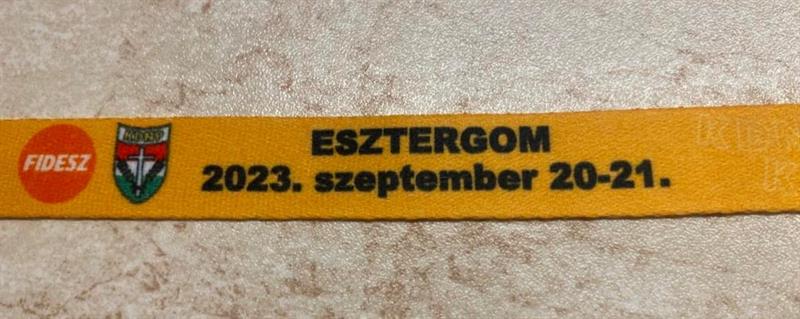 FIDESZ
ESZTERGOM
2023. szeptember 20-21.